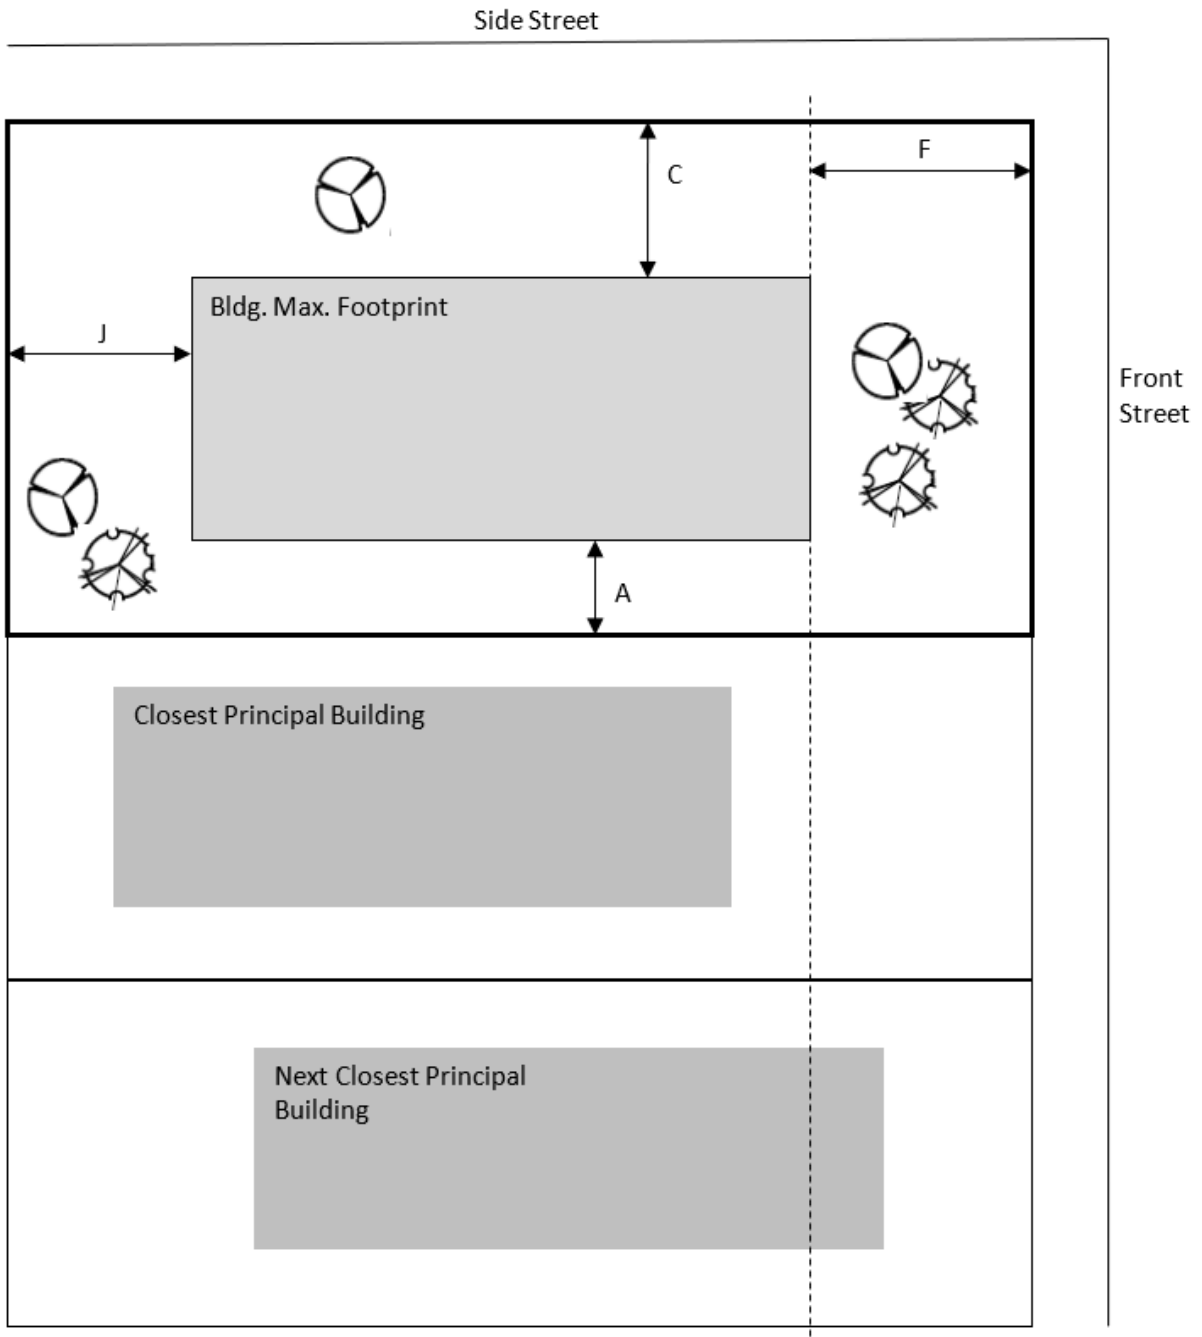 Side Street
F
C
Bldg. Max. Footprint
J
Front
Street
A
Closest Principal Building
Next Closest Principal
Building